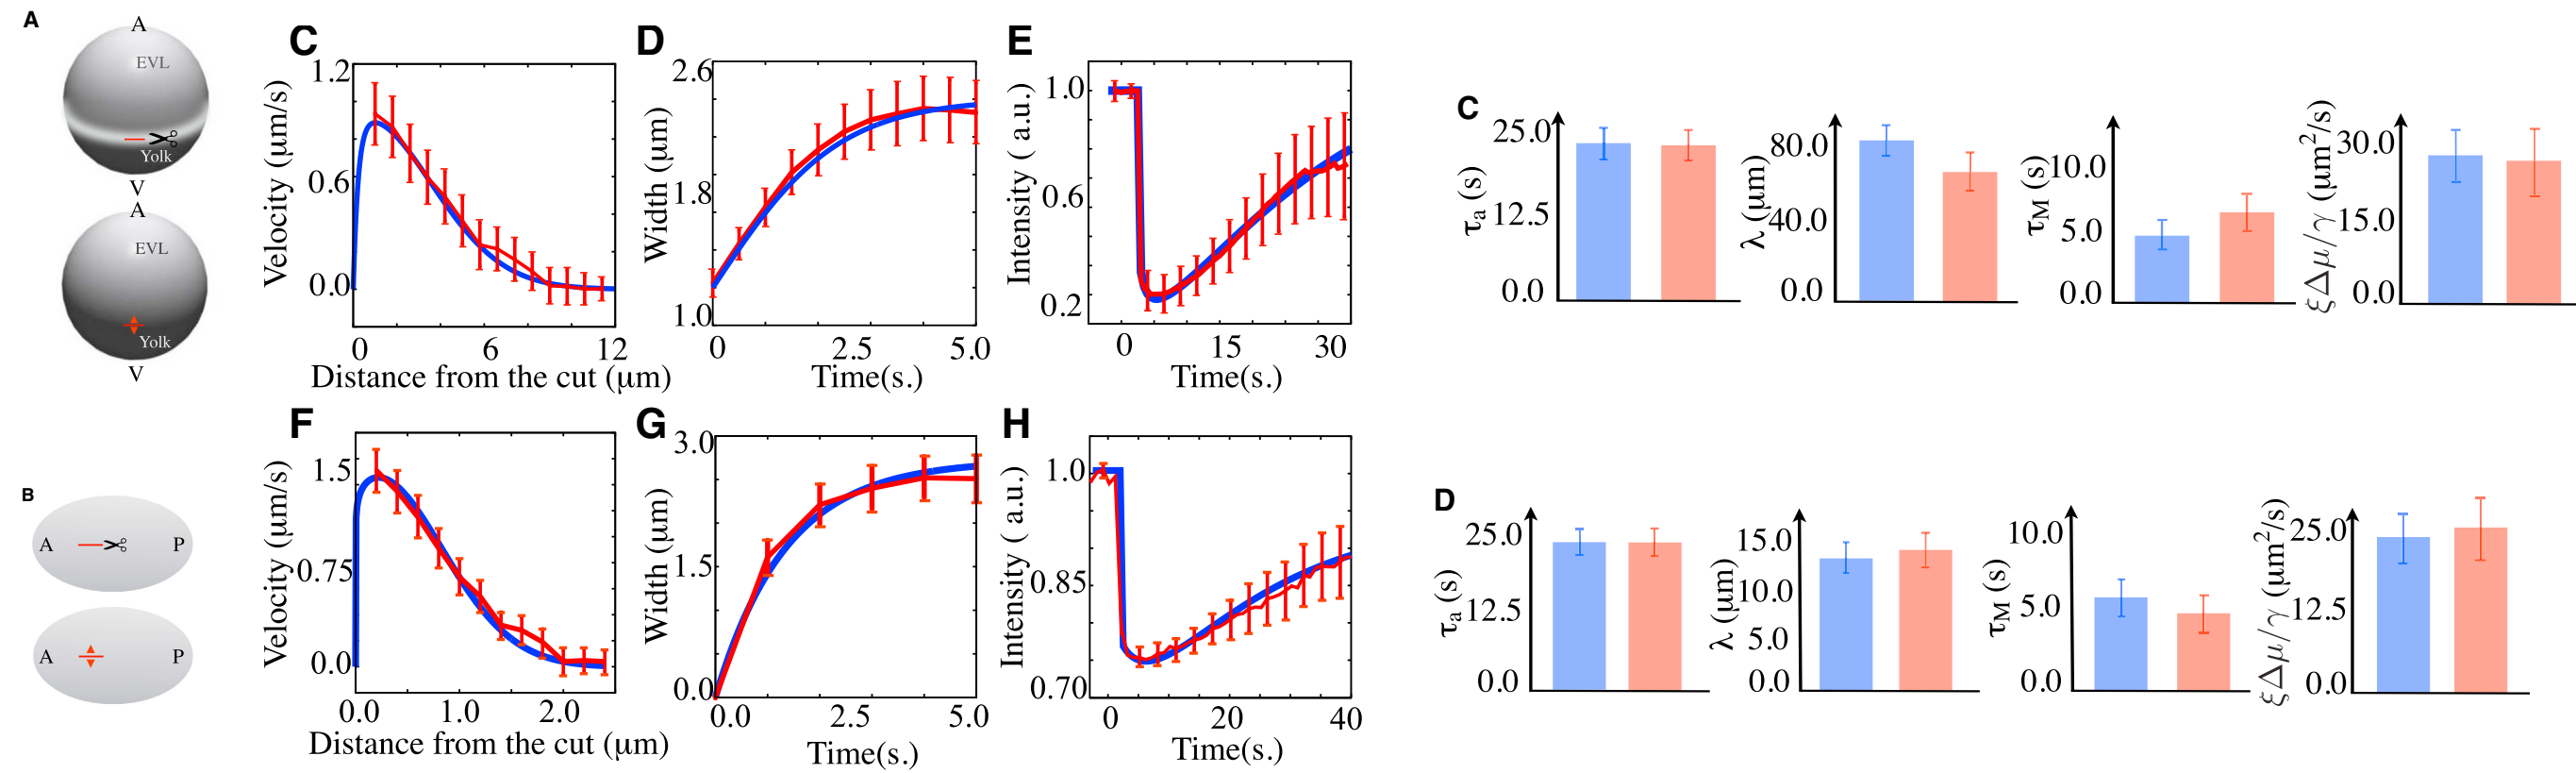 A
A
EVL
Yolk
V
A
EVL
Yolk
V
B
A
P
A
P
C
Velocity (μm/s)
1.2
0.6
0.0
0
6
12
Distance from the cut (μm)
D
Width (μm)
2.6
1.8
1.0
0
2.5
5.0
Time(s.)
E
Intensity ( a.u.)
1.0
0.6
0.2
0
15
30
Time(s.)
F
Velocity (μm/s)
1.5
0.75
0.0
0.0
1.0
2.0
Distance from the cut (μm)
G
Width (μm)
3.0
1.5
0.0
0.0
2.5
5.0
Time(s.)
H
Intensity ( a.u.)
1.0
0.85
0.70
0
20
40
Time(s.)
C
τa (s)
25.0
12.5
0.0
λ (μm)
80.0
40.0
0.0
τM (s)
10.0
5.0
0.0
ξΔμ/γ (μm²/s)
30.0
15.0
0.0
D
τa (s)
25.0
12.5
0.0
λ (μm)
15.0
10.0
5.0
0.0
τM (s)
10.0
5.0
0.0
ξΔμ/γ (μm²/s)
25.0
12.5
0.0